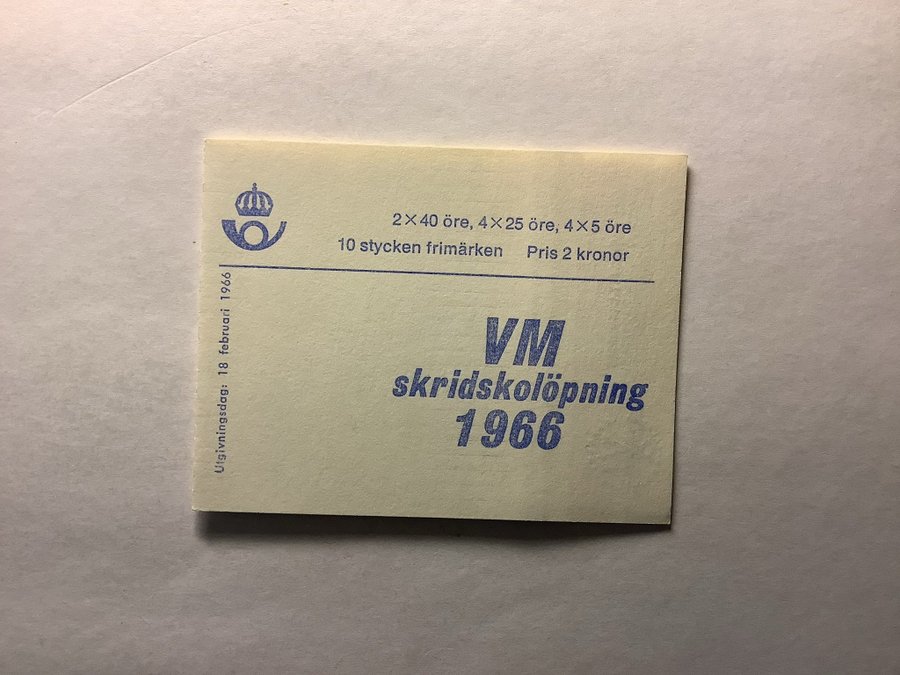 2×40 öre, 4×25 öre, 4×5 öre
10 stycken frimärken Pris 2 kronor
Utgivningsdag: 18 februari 1966
VM
skridskolöpning
1966